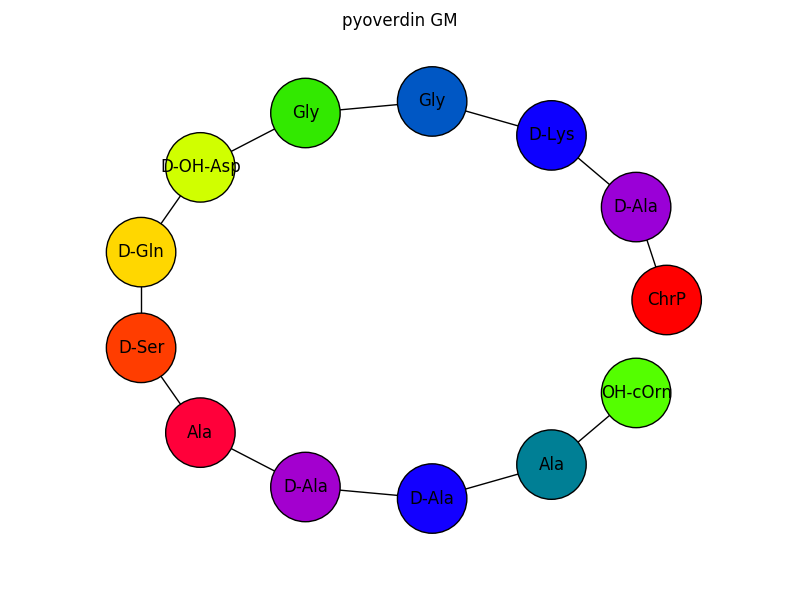 pyoverdin GM
Gly
Gly
D-Lys
D-OH-Asp
D-Ala
D-Gln
ChrP
D-Ser
OH-cOrn
Ala
Ala
D-Ala
D-Ala